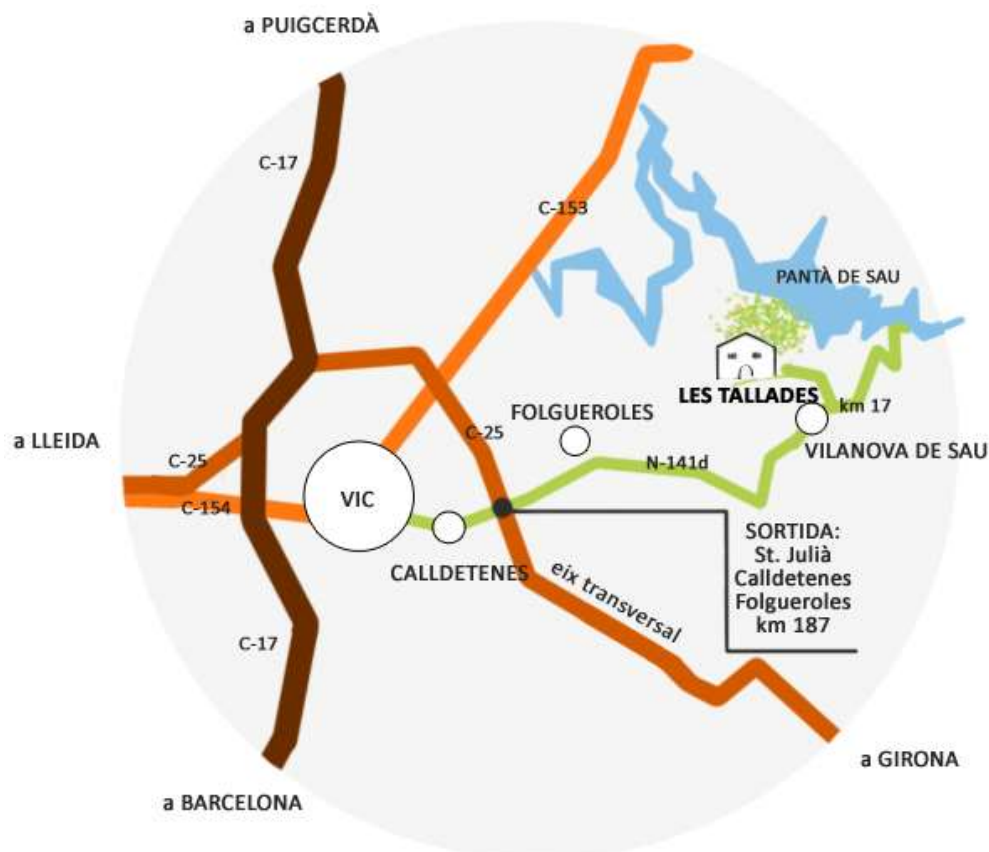 a PUIGCERDÀ
C-17
C-153
PANTÀ DE SAU
LES TALLADES
km 17
FOLGUEROLES
a LLEIDA
C-25
C-25
VILANOVA DE SAU
N-141d
VIC
C-154
SORTIDA:
St. Julià
Calldetenes
Folgueroles
km 187
CALLDETENES
eix transversal
C-17
a GIRONA
a BARCELONA